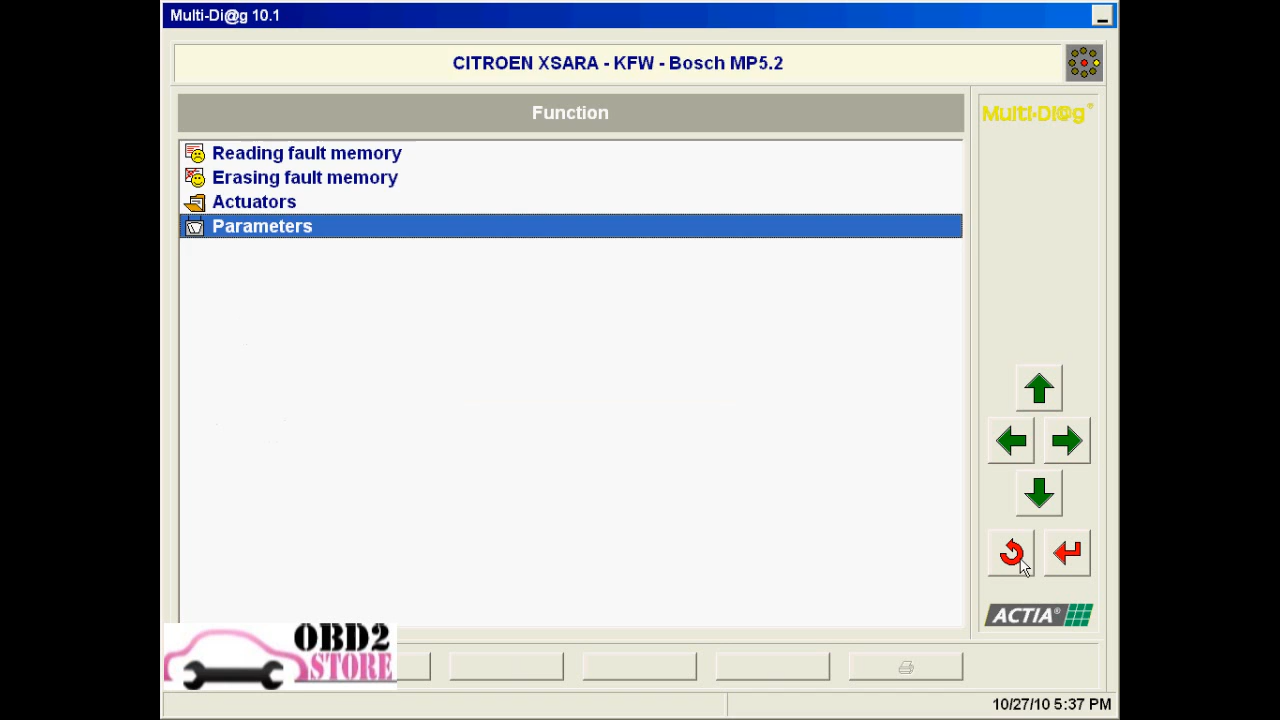 Multi-Di@g 10.1
CITROEN XSARA - KFW - Bosch MP5.2
Function
Multi-Di@g®
Reading fault memory
Erasing fault memory
Actuators
Parameters
ACTIA®
OBD2
STORE
10/27/10 5:37 PM